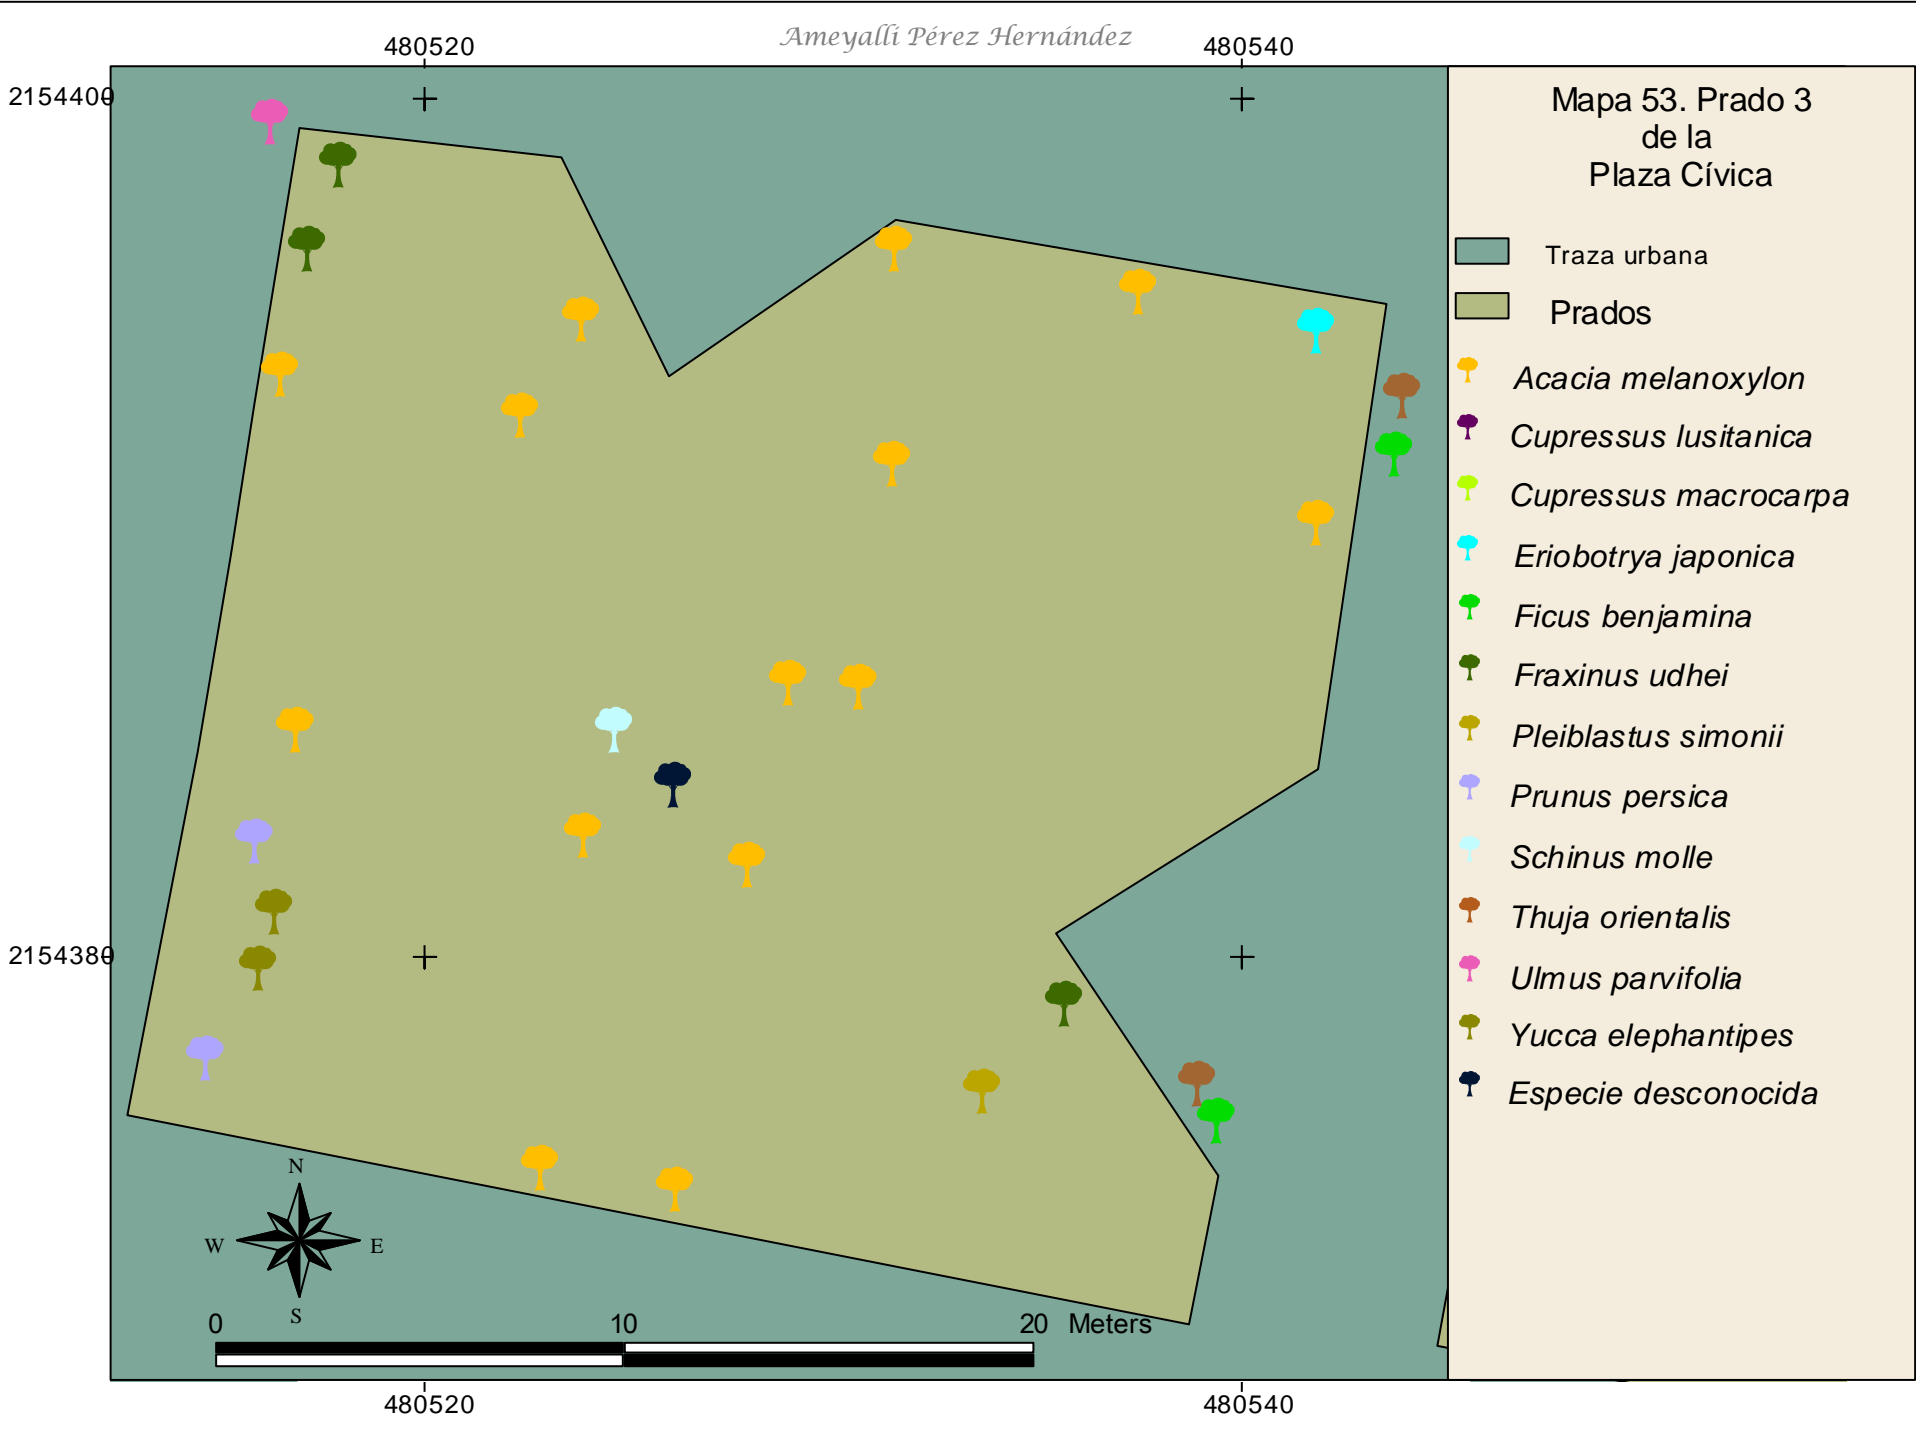 Ameyalli Pérez Hernández
480520 480540
2154400
2154380
Mapa 53. Prado 3
de la
Plaza Cívica
Traza urbana
Prados
Acacia melanoxylon
Cupressus lusitanica
Cupressus macrocarpa
Eriobotrya japonica
Ficus benjamina
Fraxinus udhei
Pleiblastus simonii
Prunus persica
Schinus molle
Thuja orientalis
Ulmus parvifolia
Yucca elephantipes
Especie desconocida
N
W E
S
0 10 20 Meters
480520 480540